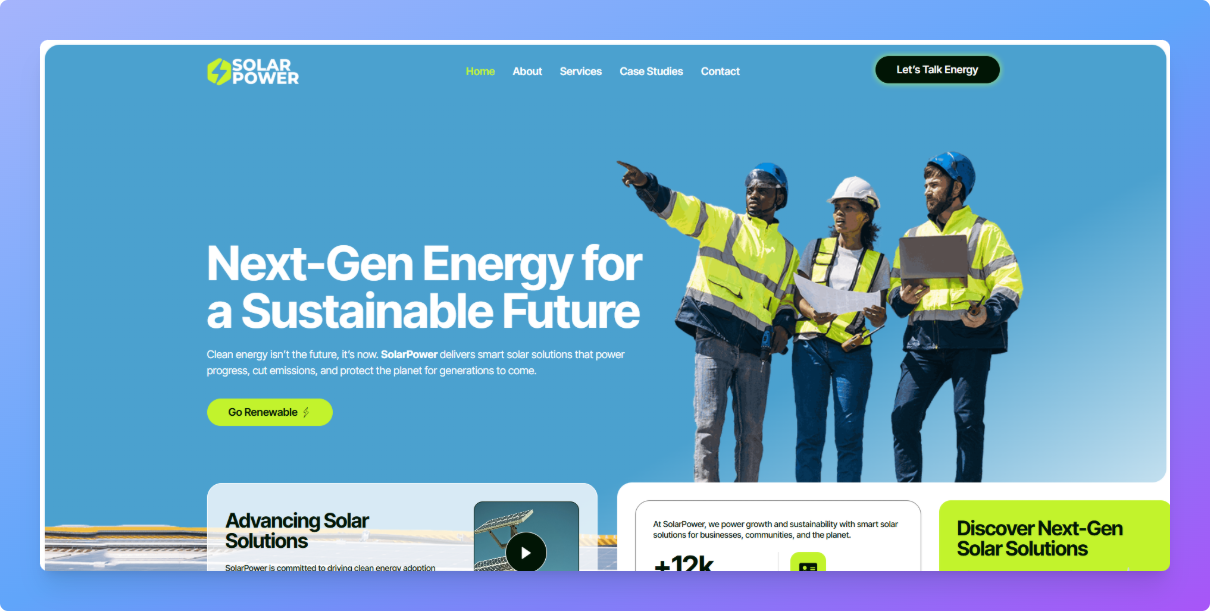 SOLAR
POWER
Home About Services Case Studies Contact
Let's Talk Energy
Next-Gen Energy for
a Sustainable Future
Clean energy isn't the future, it's now. SolarPower delivers smart solar solutions that power
progress, cut emissions, and protect the planet for generations to come.
Go Renewable
Advancing Solar
Solutions
SolarPower is committed to driving clean energy adoption
At SolarPower, we power growth and sustainability with smart solar
solutions for businesses, communities, and the planet.
+12k
Discover Next-Gen
Solar Solutions